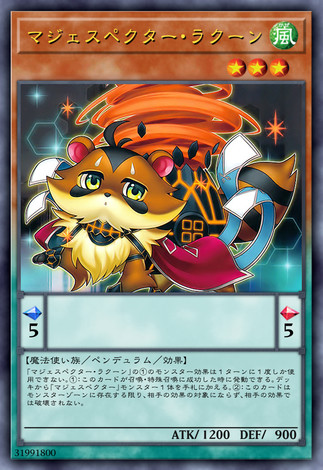 マジェスペクター・ラクーン 風
5 5
【魔法使い族／ペンデュラム／効果】
「マジェスペクター・ラクーン」の①のモンスター効果は１ターンに１度しか使
用できない。①：このカードが召喚・特殊召喚に成功した時に発動できる。デッ
キから「マジェスペクター」モンスター１体を手札に加える。②：このカードは
モンスターゾーンに存在する限り、相手の効果の対象にならず、相手の効果で
は破壊されない。
ATK/ 1200 DEF/ 900
31991800